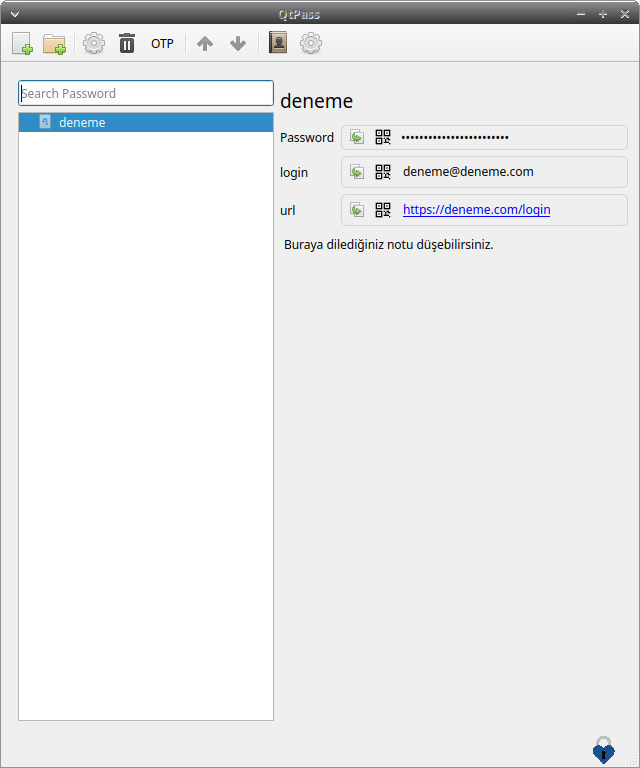 QtPass
OTP
Search Password
deneme
deneme
Password ••••••••••••••••••••••••
login deneme@deneme.com
url https://deneme.com/login
Buraya dilediğiniz notu düşebilirsiniz.